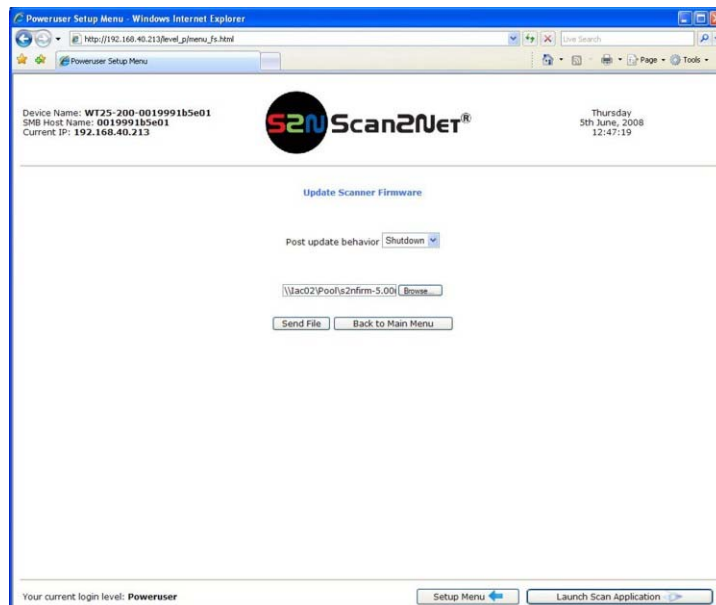 Poweruser Setup Menu - Windows Internet Explorer
http://192.168.40.213/level_p/menu_fs.html
Live Search
Poweruser Setup Menu
Page
Tools
Device Name: WT25-200-0019991b5e01
SMB Host Name: 0019991b5e01
Current IP: 192.168.40.213
S2N Scan2Net®
Thursday
5th June, 2008
12:47:19
Update Scanner Firmware
Post update behavior Shutdown
\\Iac02\Pool\s2nfirm-5.00i Browse...
Send File Back to Main Menu
Your current login level: Poweruser
Setup Menu Launch Scan Application